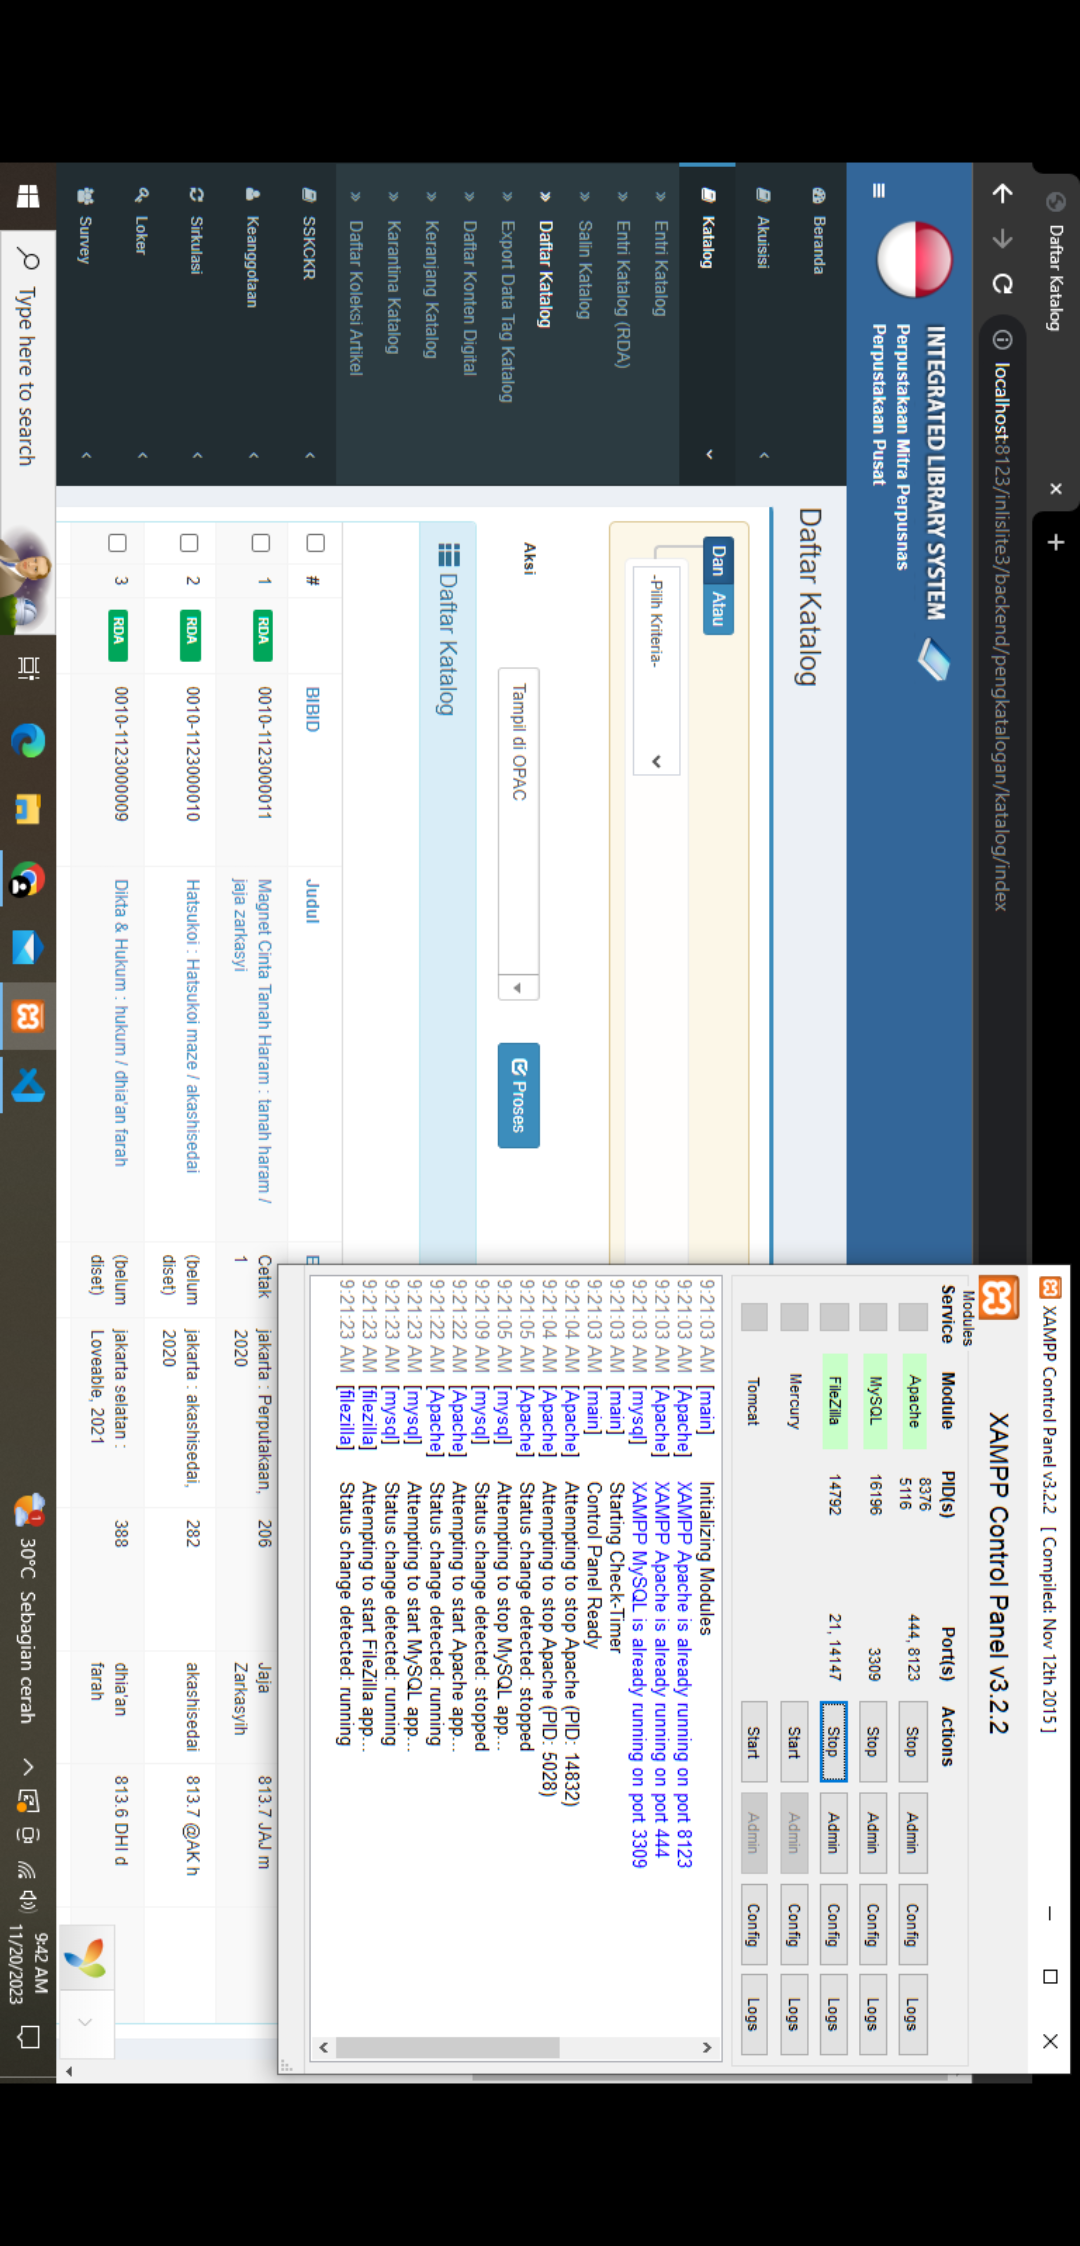 Daftar Katalog
localhost:8123/inlislite3/backend/pengkatalogan/katalog/index
INTEGRATED LIBRARY SYSTEM
Perpustakaan Mitra Perpusnas
Perpustakaan Pusat
Beranda
Akuisisi
Katalog
Entri Katalog
Entri Katalog (RDA)
Salin Katalog
Daftar Katalog
Export Data Tag Katalog
Daftar Konten Digital
Keranjang Katalog
Karantina Katalog
Daftar Koleksi Artikel
SSKCKR
Keanggotaan
Sirkulasi
Loker
Survey
Daftar Katalog
Dan Atau
-Pilih Kriteria-
Aksi Tampil di OPAC Proses
Daftar Katalog
# BIBID Judul
1 RDA 0010-1123000011 Magnet Cinta Tanah Haram : tanah haram / Cetak jakarta : Perputakaan, 206 Jaja 813.7 JAJ m
jaja zarkasyi 1 2020 Zarkasyih
2 RDA 0010-1123000010 Hatsukoi : Hatsukoi maze / akashisedai (belum jakarta : akashisedai, 282 akashisedai 813.7 @AK h
diset) 2020
3 RDA 0010-1123000009 Dikta & Hukum : hukum / dhia'an farah (belum jakarta selatan : 388 dhia'an 813.6 DHI d
diset) Loveable, 2021 farah
XAMPP Control Panel v3.2.2 [ Compiled: Nov 12th 2015 ]
XAMPP Control Panel v3.2.2
Modules
Service Module PID(s) Port(s) Actions
Apache 8376 444, 8123 Stop Admin Config Logs
5116
MySQL 16196 3309 Stop Admin Config Logs
FileZilla 14792 21, 14147 Stop Admin Config Logs
Mercury Start Admin Config Logs
Tomcat Start Admin Config Logs
9:21:03 AM [main] Initializing Modules
9:21:03 AM [Apache] XAMPP Apache is already running on port 8123
9:21:03 AM [Apache] XAMPP Apache is already running on port 444
9:21:03 AM [mysql] XAMPP MySQL is already running on port 3309
9:21:03 AM [main] Starting Check-Timer
9:21:03 AM [main] Control Panel Ready
9:21:04 AM [Apache] Attempting to stop Apache (PID: 14832)
9:21:04 AM [Apache] Attempting to stop Apache (PID: 5028)
9:21:05 AM [Apache] Status change detected: stopped
9:21:05 AM [mysql] Attempting to stop MySQL app...
9:21:09 AM [mysql] Status change detected: stopped
9:21:22 AM [Apache] Attempting to start Apache app...
9:21:22 AM [Apache] Status change detected: running
9:21:23 AM [mysql] Attempting to start MySQL app...
9:21:23 AM [mysql] Status change detected: running
9:21:23 AM [filezilla] Attempting to start FileZilla app...
9:21:23 AM [filezilla] Status change detected: running
Type here to search
1
30°C Sebagian cerah
9:42 AM
11/20/2023